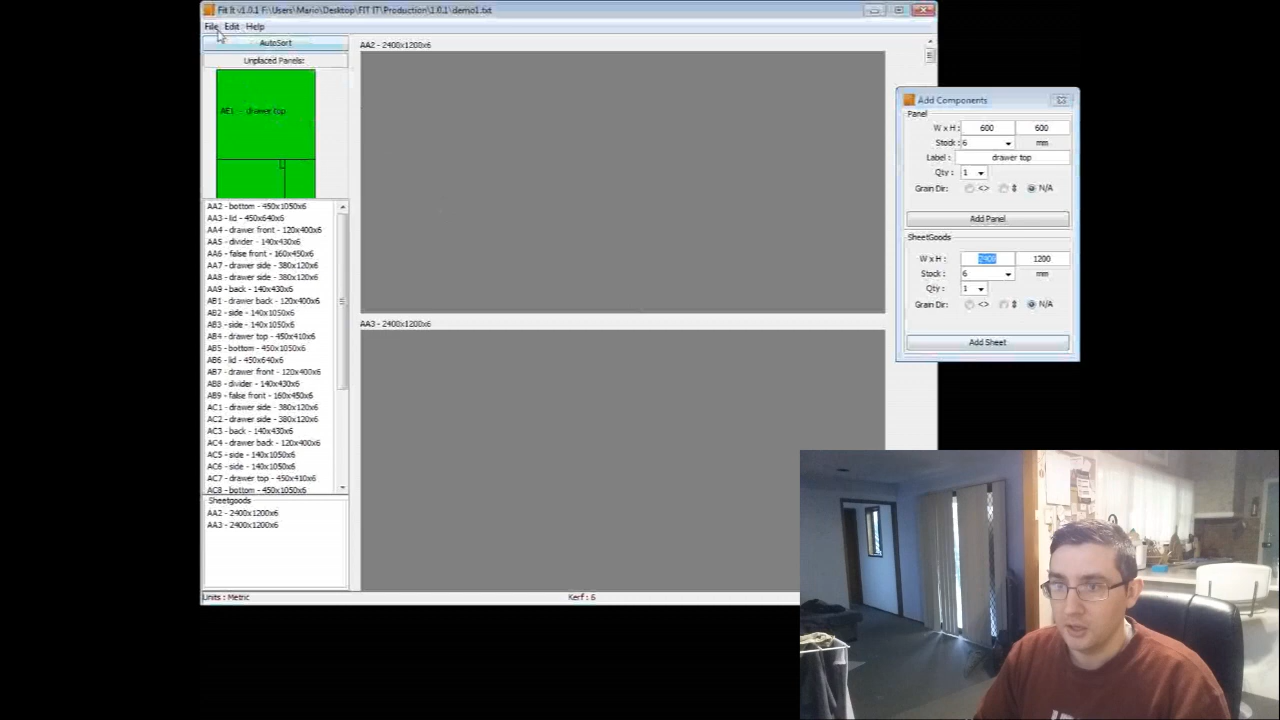 Fit It v1.0.1 F:\Users\Mario\Desktop\FIT IT\Production\1.0.1\demo1.txt
File Edit Help
AutoSort
Unplaced Panels:
AE1 - drawer top
AA2 - bottom - 450x1050x6
AA3 - lid - 450x640x6
AA4 - drawer front - 120x400x6
AA5 - divider - 140x430x6
AA6 - false front - 160x450x6
AA7 - drawer side - 380x120x6
AA8 - drawer side - 380x120x6
AA9 - back - 140x430x6
AB1 - drawer back - 120x400x6
AB2 - side - 140x1050x6
AB3 - side - 140x1050x6
AB4 - drawer top - 450x410x6
AB5 - bottom - 450x1050x6
AB6 - lid - 450x640x6
AB7 - drawer front - 120x400x6
AB8 - divider - 140x430x6
AB9 - false front - 160x450x6
AC1 - drawer side - 380x120x6
AC2 - drawer side - 380x120x6
AC3 - back - 140x430x6
AC4 - drawer back - 120x400x6
AC5 - side - 140x1050x6
AC6 - side - 140x1050x6
AC7 - drawer top - 450x410x6
AC8 - bottom - 450x1050x6
Sheetgoods
AA2 - 2400x1200x6
AA3 - 2400x1200x6
Units : Metric
Kerf : 6
AA2 - 2400x1200x6
AA3 - 2400x1200x6
Add Components
Panel
W x H : 600 600
Stock : 6 mm
Label : drawer top
Qty : 1
Grain Dir: <> N/A
Add Panel
SheetGoods
W x H : 2400 1200
Stock : 6 mm
Qty : 1
Grain Dir: <> N/A
Add Sheet